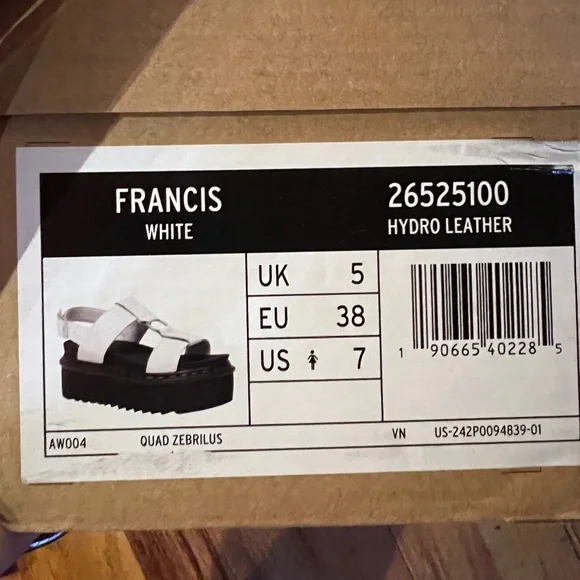 FRANCIS
WHITE
26525100
HYDRO LEATHER
UK 5
EU 38
US 7
1 90665 40228 5
AW004 QUAD ZEBRILUS VN US-242P0094839-01